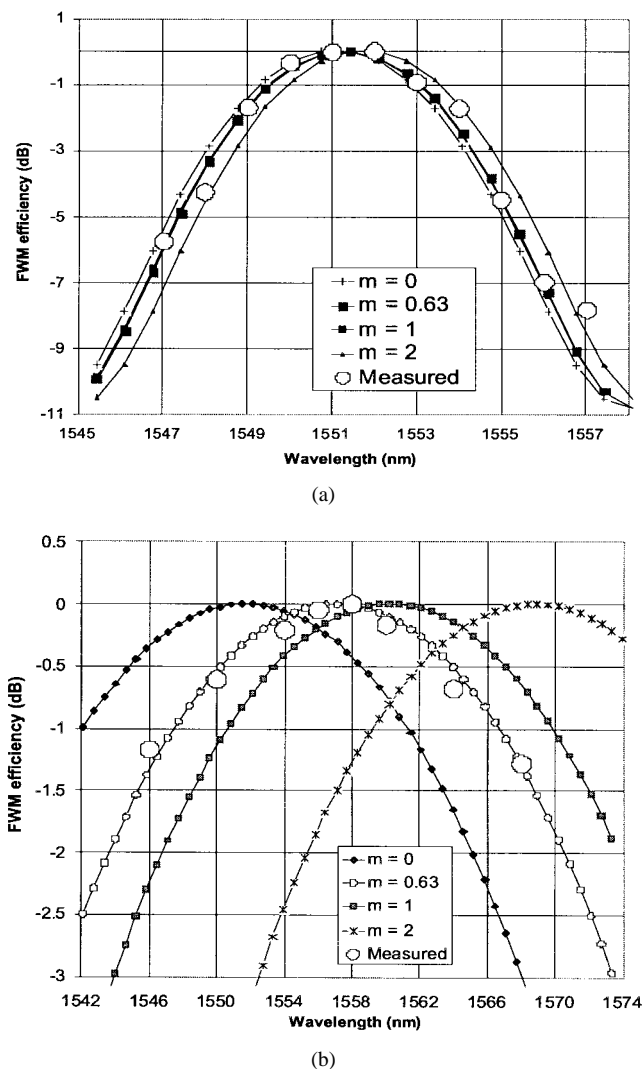 -1
-3
-5
-7
-9
-11
FWM efficiency (dB)
m = 0
m = 0.63
m = 1
m = 2
Measured
1545 1547 1549 1551 1553 1555 1557
Wavelength (nm)
(a)
0.5
0
-0.5
-1
-1.5
-2
-2.5
-3
FWM efficiency (dB)
m = 0
m = 0.63
m = 1
m = 2
Measured
1542 1546 1550 1554 1558 1562 1566 1570 1574
Wavelength (nm)
(b)